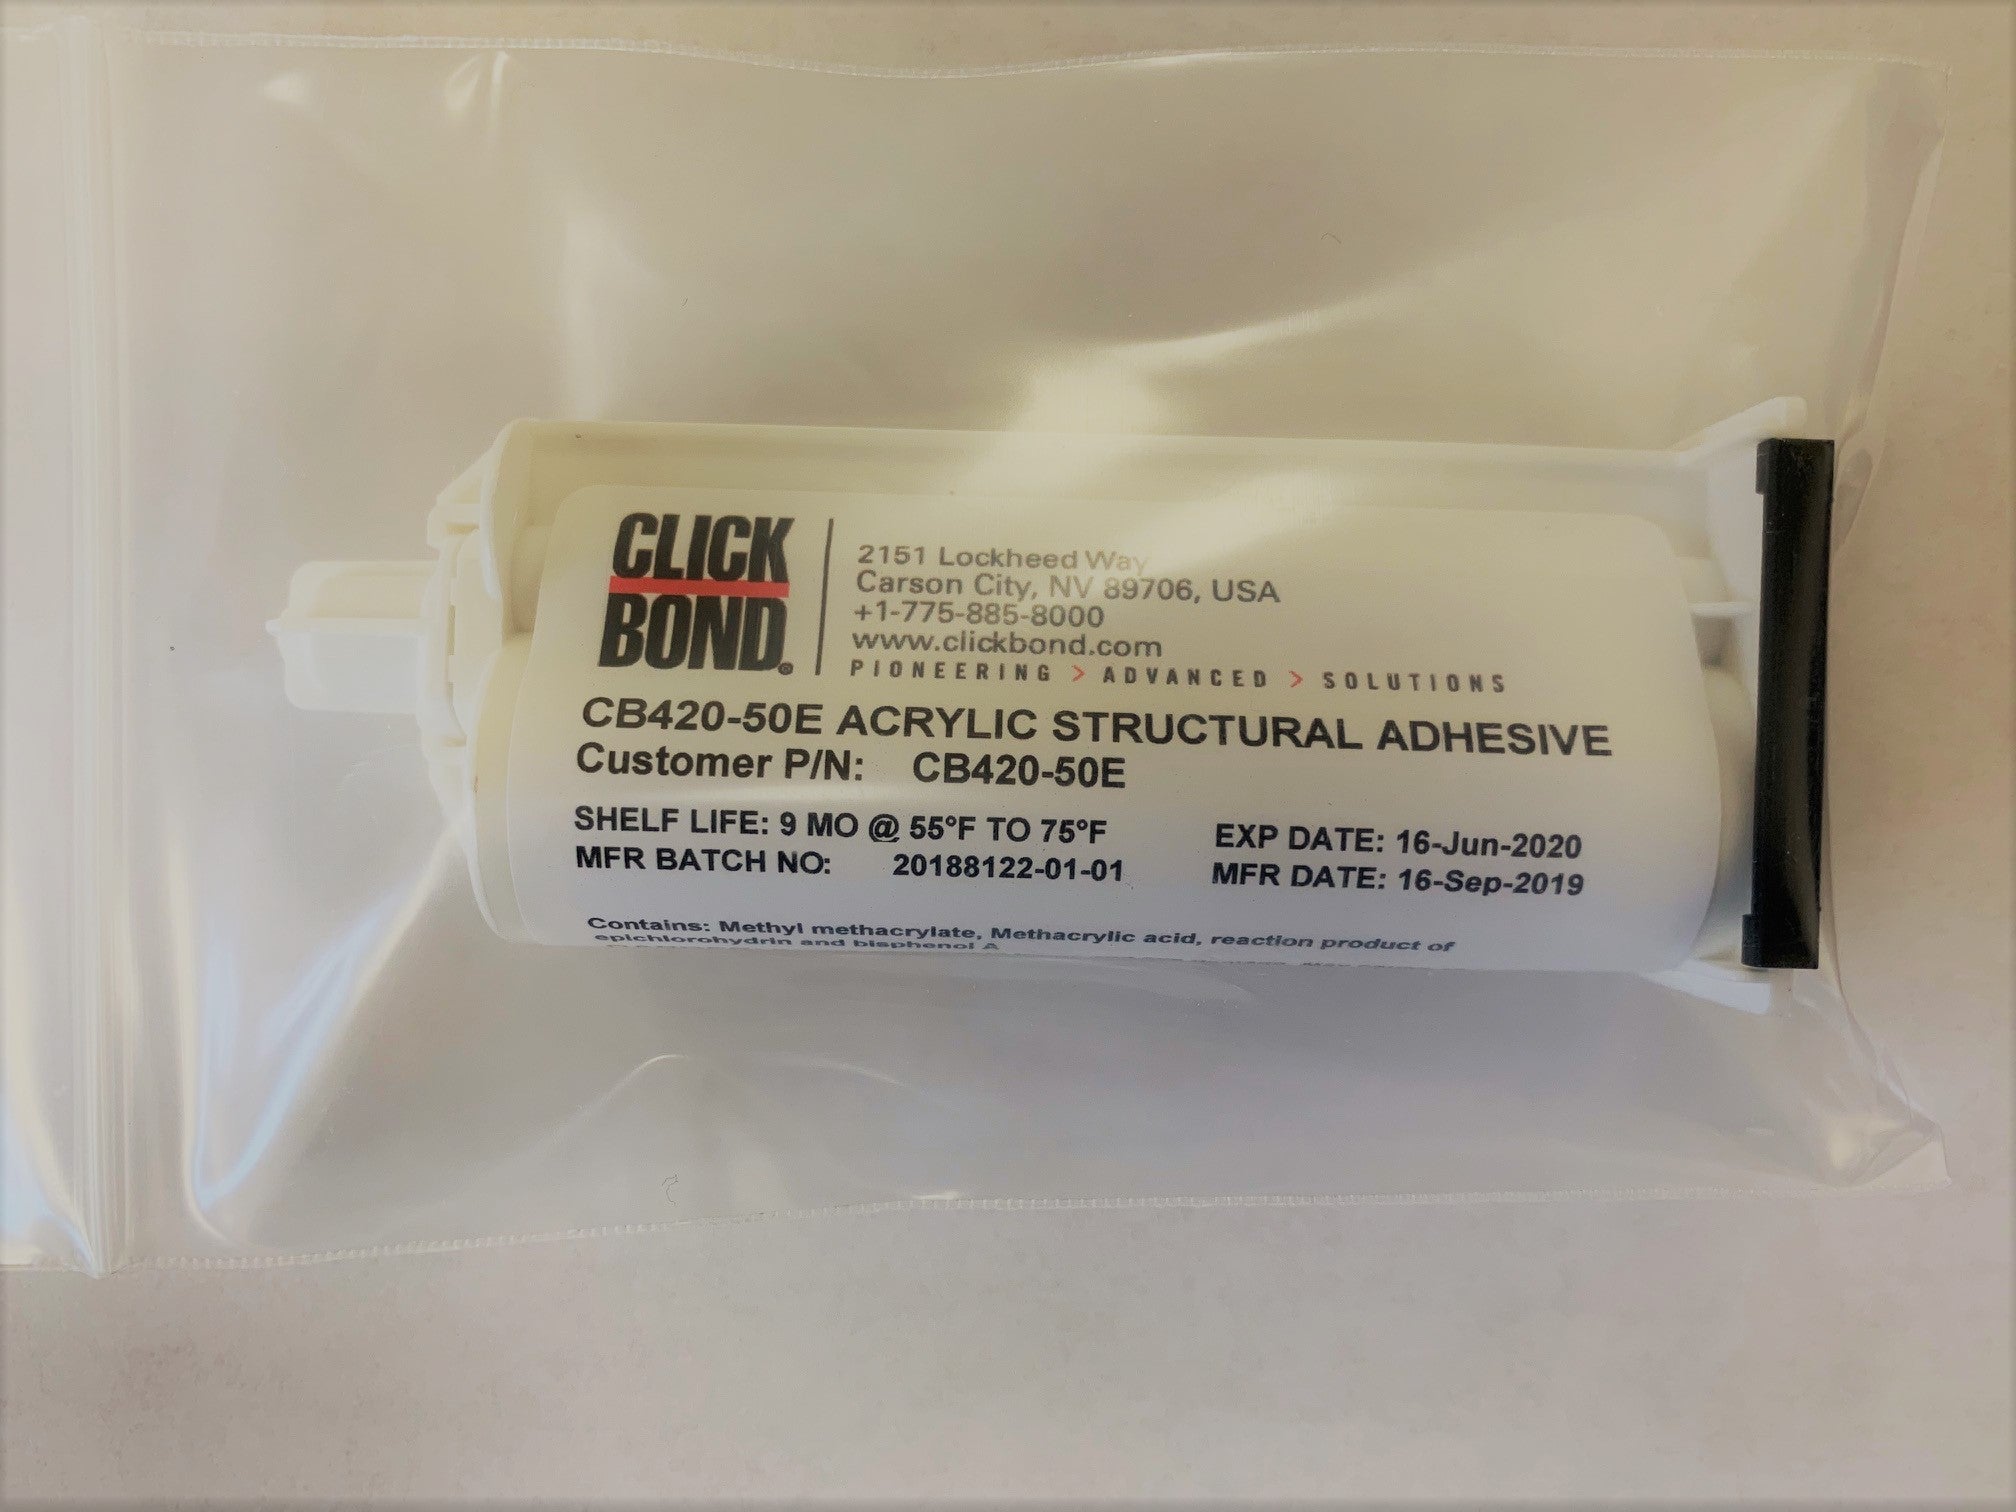 CLICK
BOND®
2151 Lockheed Way
Carson City, NV 89706, USA
+1-775-885-8000
www.clickbond.com
PIONEERING > ADVANCED > SOLUTIONS
CB420-50E ACRYLIC STRUCTURAL ADHESIVE
Customer P/N: CB420-50E
SHELF LIFE: 9 MO @ 55°F TO 75°F EXP DATE: 16-Jun-2020
MFR BATCH NO: 20188122-01-01 MFR DATE: 16-Sep-2019
Contains: Methyl methacrylate, Methacrylic acid, reaction product of
epichlorohydrin and bisphenol A